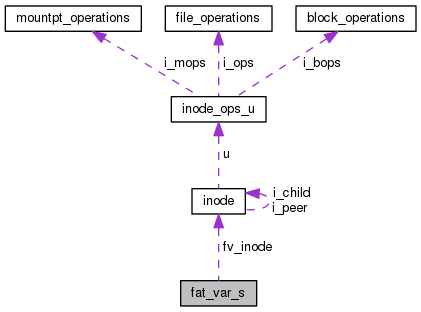 mountpt_operations file_operations block_operations
i_mops i_ops i_bops
inode_ops_u
u
inode
i_child
i_peer
fv_inode
fat_var_s